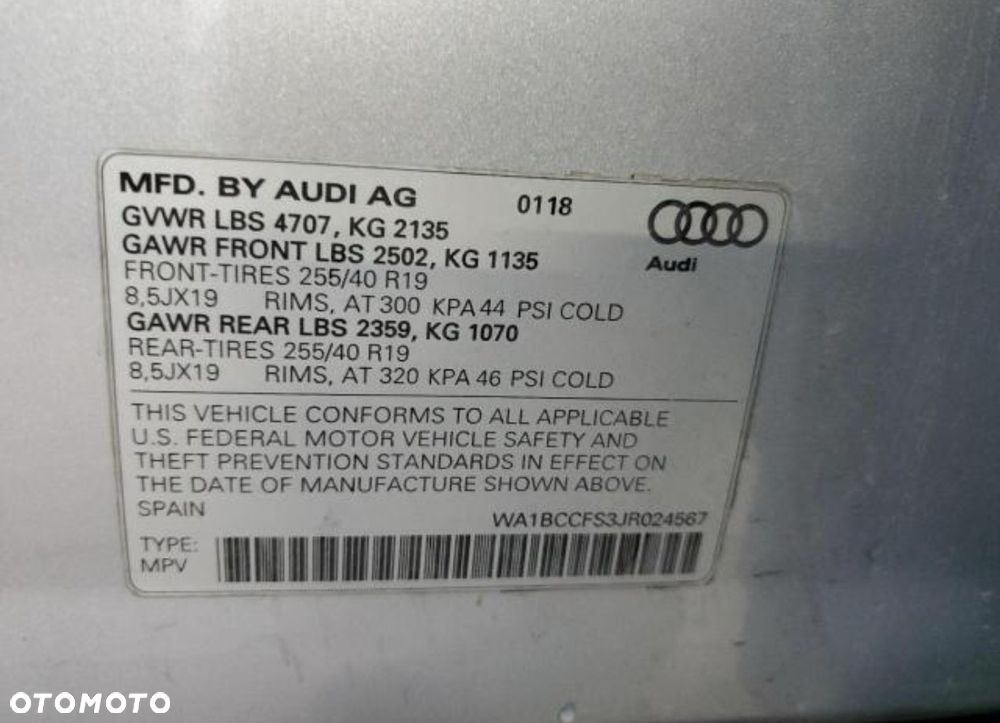 MFD. BY AUDI AG 0118
GVWR LBS 4707, KG 2135
GAWR FRONT LBS 2502, KG 1135
Audi
FRONT-TIRES 255/40 R19
8,5JX19 RIMS, AT 300 KPA 44 PSI COLD
GAWR REAR LBS 2359, KG 1070
REAR-TIRES 255/40 R19
8,5JX19 RIMS, AT 320 KPA 46 PSI COLD
THIS VEHICLE CONFORMS TO ALL APPLICABLE
U.S. FEDERAL MOTOR VEHICLE SAFETY AND
THEFT PREVENTION STANDARDS IN EFFECT ON
THE DATE OF MANUFACTURE SHOWN ABOVE.
SPAIN WA1BCCFS3JR024567
TYPE:
MPV
OTOMOTO